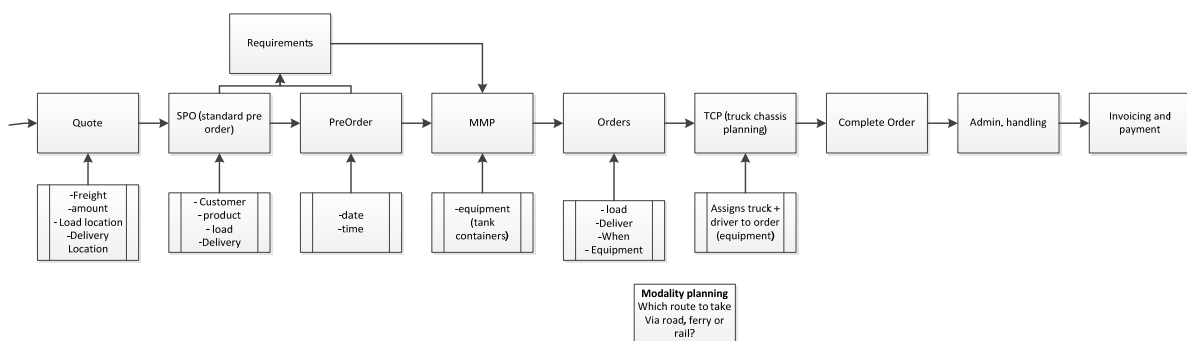 Requirements
Quote
SPO (standard pre
order)
PreOrder
MMP
Orders
TCP (truck chassis
planning)
Complete Order
Admin. handling
Invoicing and
payment
-Freight
-amount
- Load location
-Delivery
Location
- Customer
- product
- load
-Delivery
-date
-time
-equipment
(tank
containers)
- load
-Deliver
-When
- Equipment
Assigns truck +
driver to order
(equipment)
Modality planning
Which route to take
Via road, ferry or
rail?